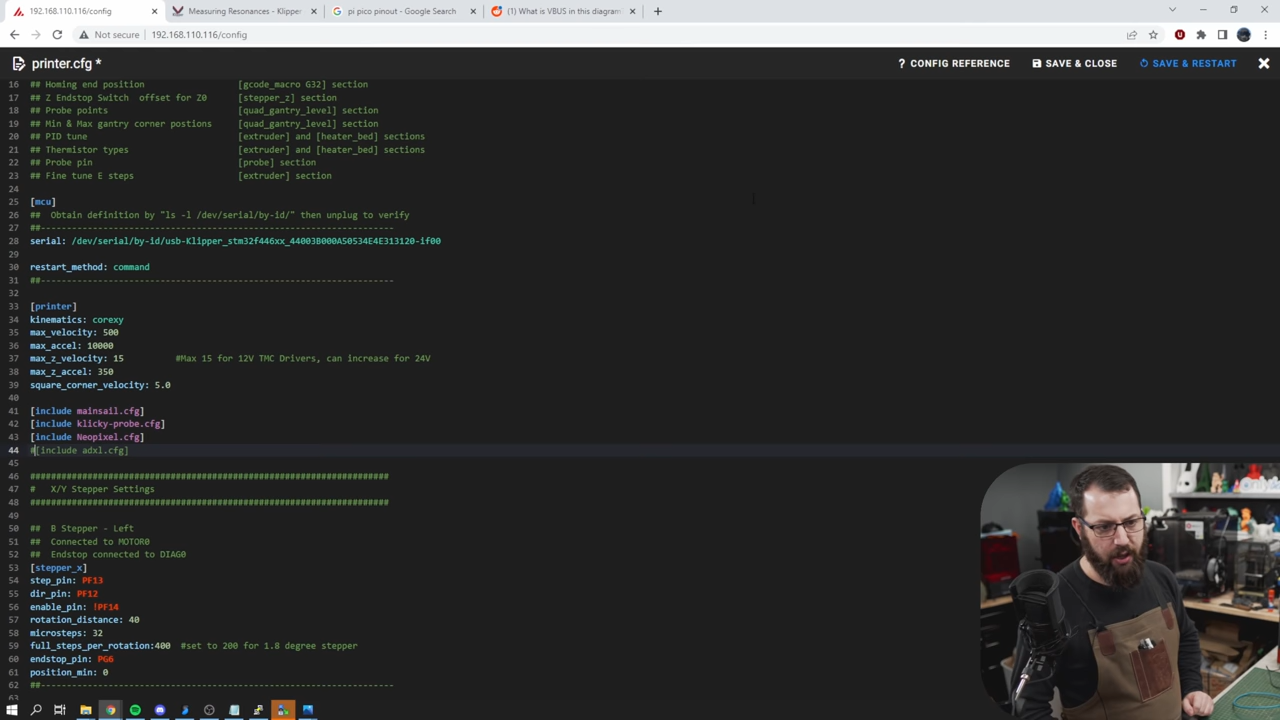 192.168.110.116/config
Measuring Resonances - Klipper
pi pico pinout - Google Search
(1) What is VBUS in this diagram
Not secure
192.168.110.116/config
printer.cfg *
CONFIG REFERENCE
SAVE & CLOSE
SAVE & RESTART
16 ## Homing end position [gcode_macro G32] section
17 ## Z Endstop Switch offset for Z0 [stepper_z] section
18 ## Probe points [quad_gantry_level] section
19 ## Min & Max gantry corner postions [quad_gantry_level] section
20 ## PID tune [extruder] and [heater_bed] sections
21 ## Thermistor types [extruder] and [heater_bed] sections
22 ## Probe pin [probe] section
23 ## Fine tune E steps [extruder] section
24
25 [mcu]
26 ## Obtain definition by "ls -l /dev/serial/by-id/" then unplug to verify
27 ##--------------------------------------------------------------------
28 serial: /dev/serial/by-id/usb-Klipper_stm32f446xx_44003B000A50534E4E313120-if00
29
30 restart_method: command
31 ##--------------------------------------------------------------------
32
33 [printer]
34 kinematics: corexy
35 max_velocity: 500
36 max_accel: 10000
37 max_z_velocity: 15 #Max 15 for 12V TMC Drivers, can increase for 24V
38 max_z_accel: 350
39 square_corner_velocity: 5.0
40
41 [include mainsail.cfg]
42 [include klicky-probe.cfg]
43 [include Neopixel.cfg]
44 #[include adxl.cfg]
45
46 #####################################################################
47 # X/Y Stepper Settings
48 #####################################################################
49
50 ## B Stepper - Left
51 ## Connected to MOTOR0
52 ## Endstop connected to DIAG0
53 [stepper_x]
54 step_pin: PF13
55 dir_pin: PF12
56 enable_pin: !PF14
57 rotation_distance: 40
58 microsteps: 32
59 full_steps_per_rotation:400 #set to 200 for 1.8 degree stepper
60 endstop_pin: PG6
61 position_min: 0
62 ##--------------------------------------------------------------------
63